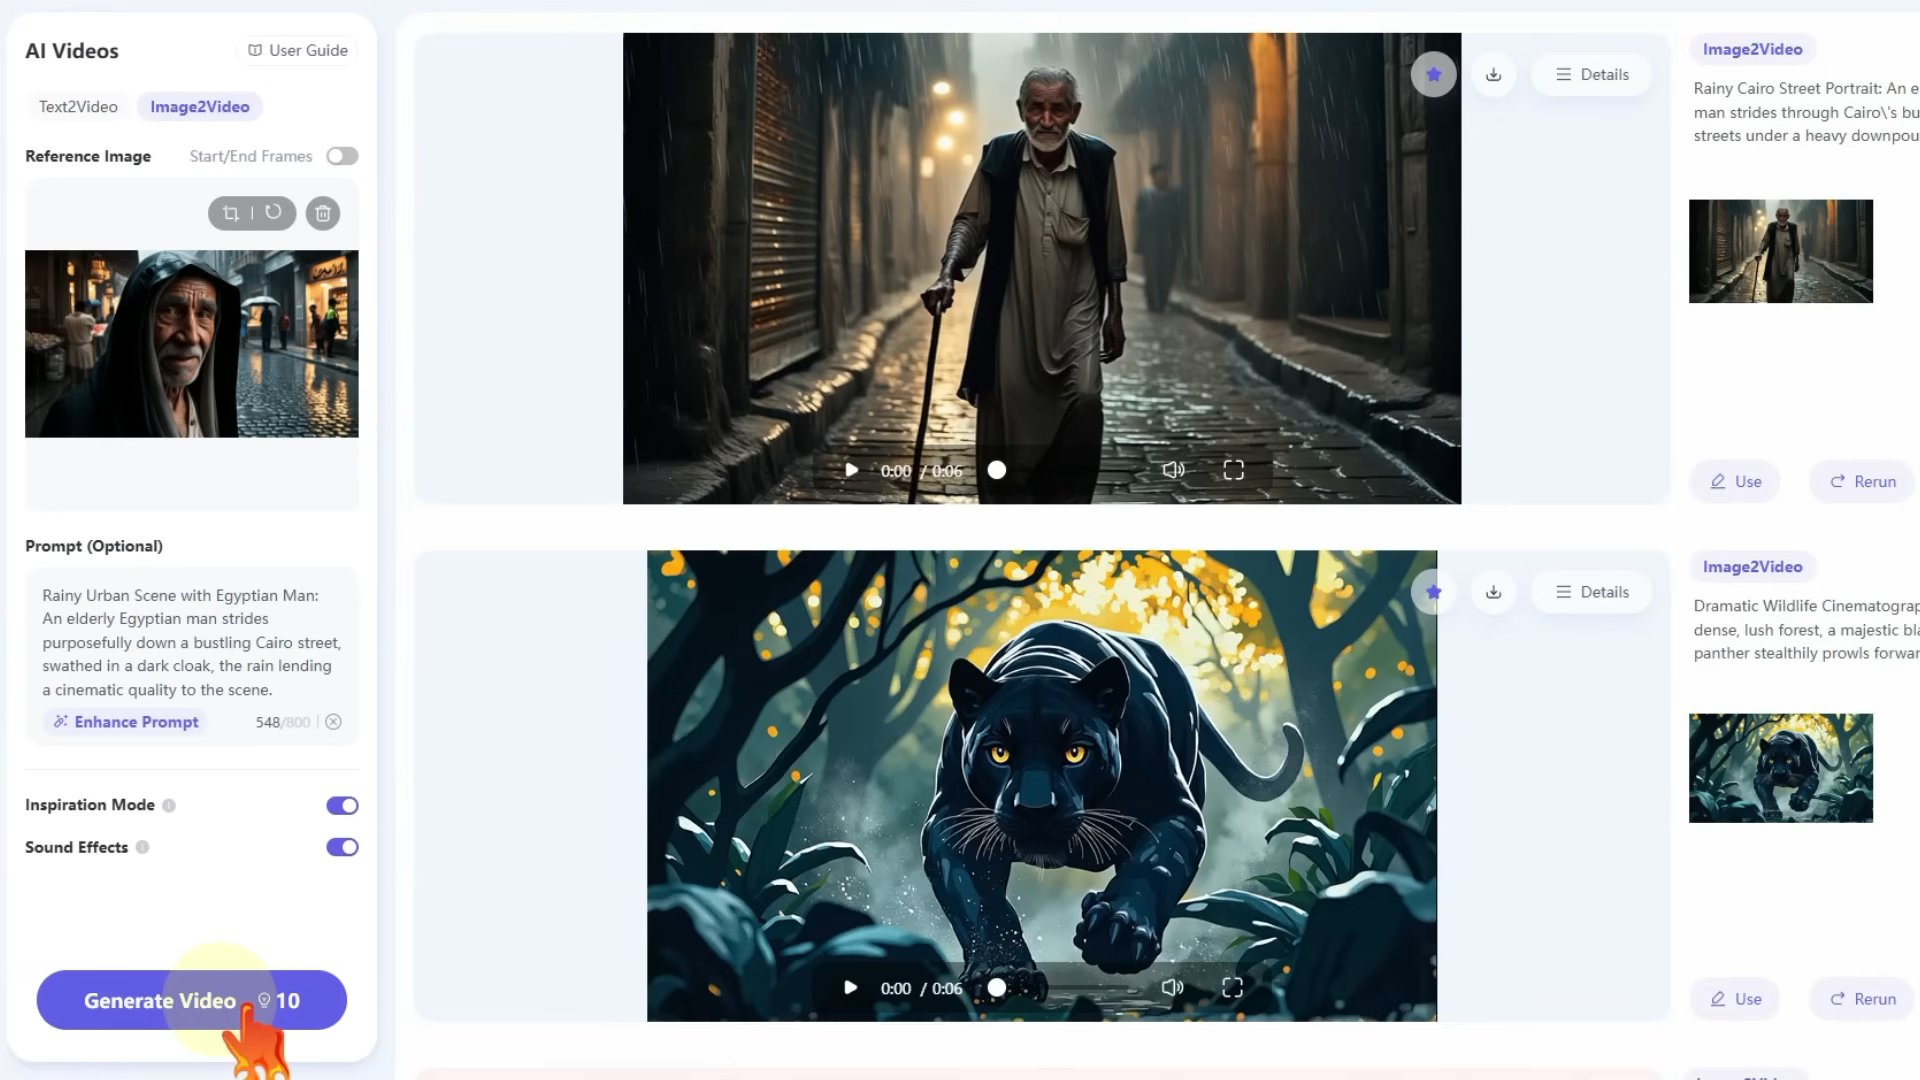 AI Videos
User Guide
Text2Video
Image2Video
Reference Image
Start/End Frames
Prompt (Optional)
Rainy Urban Scene with Egyptian Man:
An elderly Egyptian man strides
purposefully down a bustling Cairo street,
swathed in a dark cloak, the rain lending
a cinematic quality to the scene.
Enhance Prompt
548/800
Inspiration Mode
Sound Effects
Generate Video 10
Details
0:00 / 0:06
Image2Video
Rainy Cairo Street Portrait: An e
man strides through Cairo\'s bu
streets under a heavy downpou
Use
Rerun
Details
0:00 / 0:06
Image2Video
Dramatic Wildlife Cinematograp
dense, lush forest, a majestic bla
panther stealthily prowls forwar
Use
Rerun